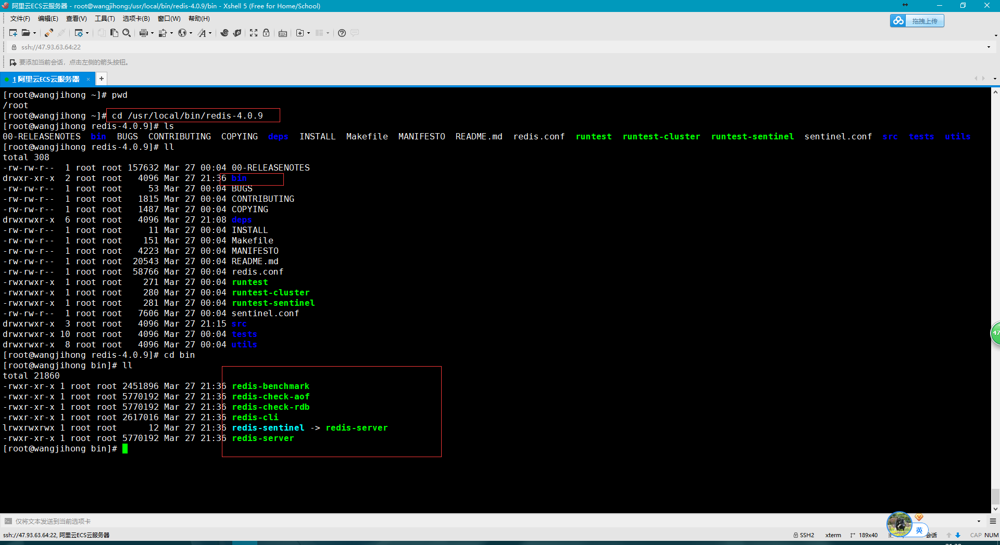 阿里云ECS云服务器 - root@wangjihong:/usr/local/bin/redis-4.0.9/bin - Xshell 5 (Free for Home/School)
文件(F) 编辑(E) 查看(V) 工具(T) 选项卡(B) 窗口(W) 帮助(H)
拖拽上传
ssh://47.93.63.64:22
要添加当前会话，点击左侧的箭头按钮。
1 阿里云ECS云服务器 × +
[root@wangjihong ~]# pwd
/root
[root@wangjihong ~]# cd /usr/local/bin/redis-4.0.9
[root@wangjihong redis-4.0.9]# ls
00-RELEASENOTES  bin  BUGS  CONTRIBUTING  COPYING  deps  INSTALL  Makefile  MANIFESTO  README.md  redis.conf  runtest  runtest-cluster  runtest-sentinel  sentinel.conf  src  tests  utils
[root@wangjihong redis-4.0.9]# ll
total 308
-rw-rw-r--  1 root root 157632 Mar 27 00:04 00-RELEASENOTES
drwxr-xr-x  2 root root   4096 Mar 27 21:36 bin
-rw-rw-r--  1 root root     53 Mar 27 00:04 BUGS
-rw-rw-r--  1 root root   1815 Mar 27 00:04 CONTRIBUTING
-rw-rw-r--  1 root root   1487 Mar 27 00:04 COPYING
drwxrwxr-x  6 root root   4096 Mar 27 21:08 deps
-rw-rw-r--  1 root root     11 Mar 27 00:04 INSTALL
-rw-rw-r--  1 root root    151 Mar 27 00:04 Makefile
-rw-rw-r--  1 root root   4223 Mar 27 00:04 MANIFESTO
-rw-rw-r--  1 root root  20543 Mar 27 00:04 README.md
-rw-rw-r--  1 root root  58766 Mar 27 00:04 redis.conf
-rwxrwxr-x  1 root root    271 Mar 27 00:04 runtest
-rwxrwxr-x  1 root root    280 Mar 27 00:04 runtest-cluster
-rwxrwxr-x  1 root root    281 Mar 27 00:04 runtest-sentinel
-rw-rw-r--  1 root root   7606 Mar 27 00:04 sentinel.conf
drwxrwxr-x  3 root root   4096 Mar 27 21:15 src
drwxrwxr-x 10 root root   4096 Mar 27 00:04 tests
drwxrwxr-x  8 root root   4096 Mar 27 00:04 utils
[root@wangjihong redis-4.0.9]# cd bin
[root@wangjihong bin]# ll
total 21860
-rwxr-xr-x 1 root root 2451896 Mar 27 21:36 redis-benchmark
-rwxr-xr-x 1 root root 5770192 Mar 27 21:36 redis-check-aof
-rwxr-xr-x 1 root root 5770192 Mar 27 21:36 redis-check-rdb
-rwxr-xr-x 1 root root 2617016 Mar 27 21:36 redis-cli
lrwxrwxrwx 1 root root      12 Mar 27 21:36 redis-sentinel -> redis-server
-rwxr-xr-x 1 root root 5770192 Mar 27 21:36 redis-server
[root@wangjihong bin]#
47
仅将文本发送到当前选项卡
英
ssh://47.93.63.64:22, 阿里云ECS云服务器 SSH2 xterm 189x40 会话 CAP NUM